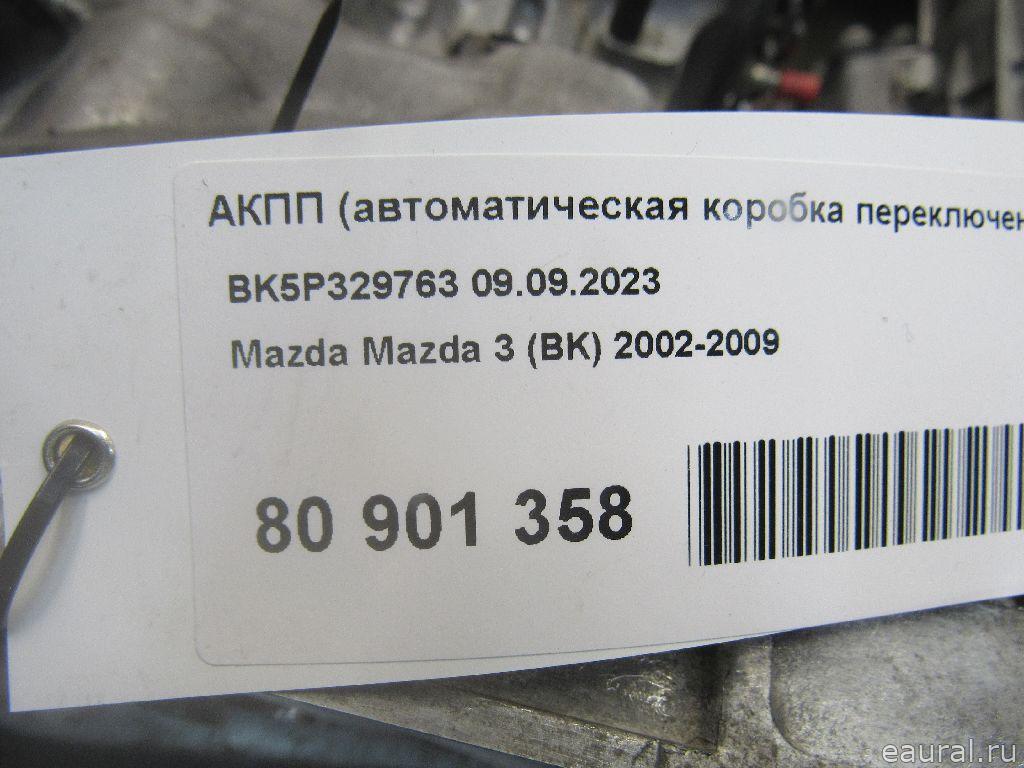 АКПП (автоматическая коробка переключен
BK5P329763 09.09.2023
Mazda Mazda 3 (BK) 2002-2009
80 901 358
eaural.ru